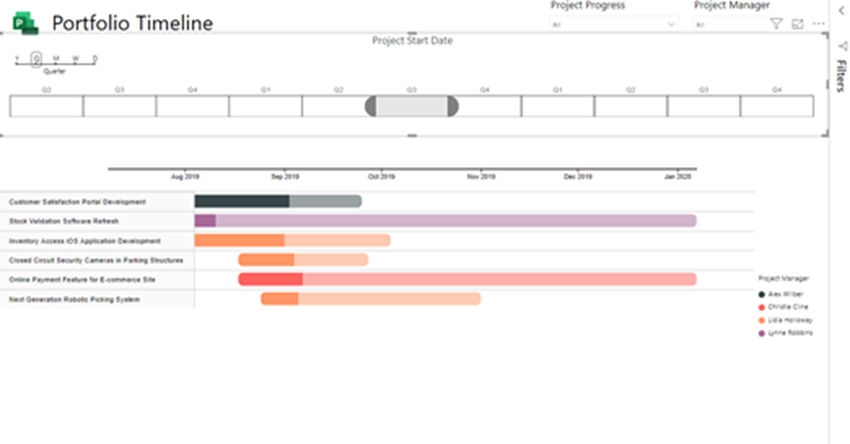 Project Progress
Project Manager
Portfolio Timeline
All
All
Project Start Date
Y Q M W D
Quarter
Q2 Q3 Q4 Q1 Q2 Q3 Q4 Q1 Q2 Q3 Q4
Filters
Aug 2019 Sep 2019 Oct 2019 Nov 2019 Dec 2019 Jan 2020
Customer Satisfaction Portal Development
Stock Validation Software Refresh
Inventory Access iOS Application Development
Closed Circuit Security Cameras in Parking Structures
Online Payment Feature for E-commerce Site
Next Generation Robotic Picking System
Project Manager
Alex Wilber
Christie Cline
Lidia Holloway
Lynne Robbins